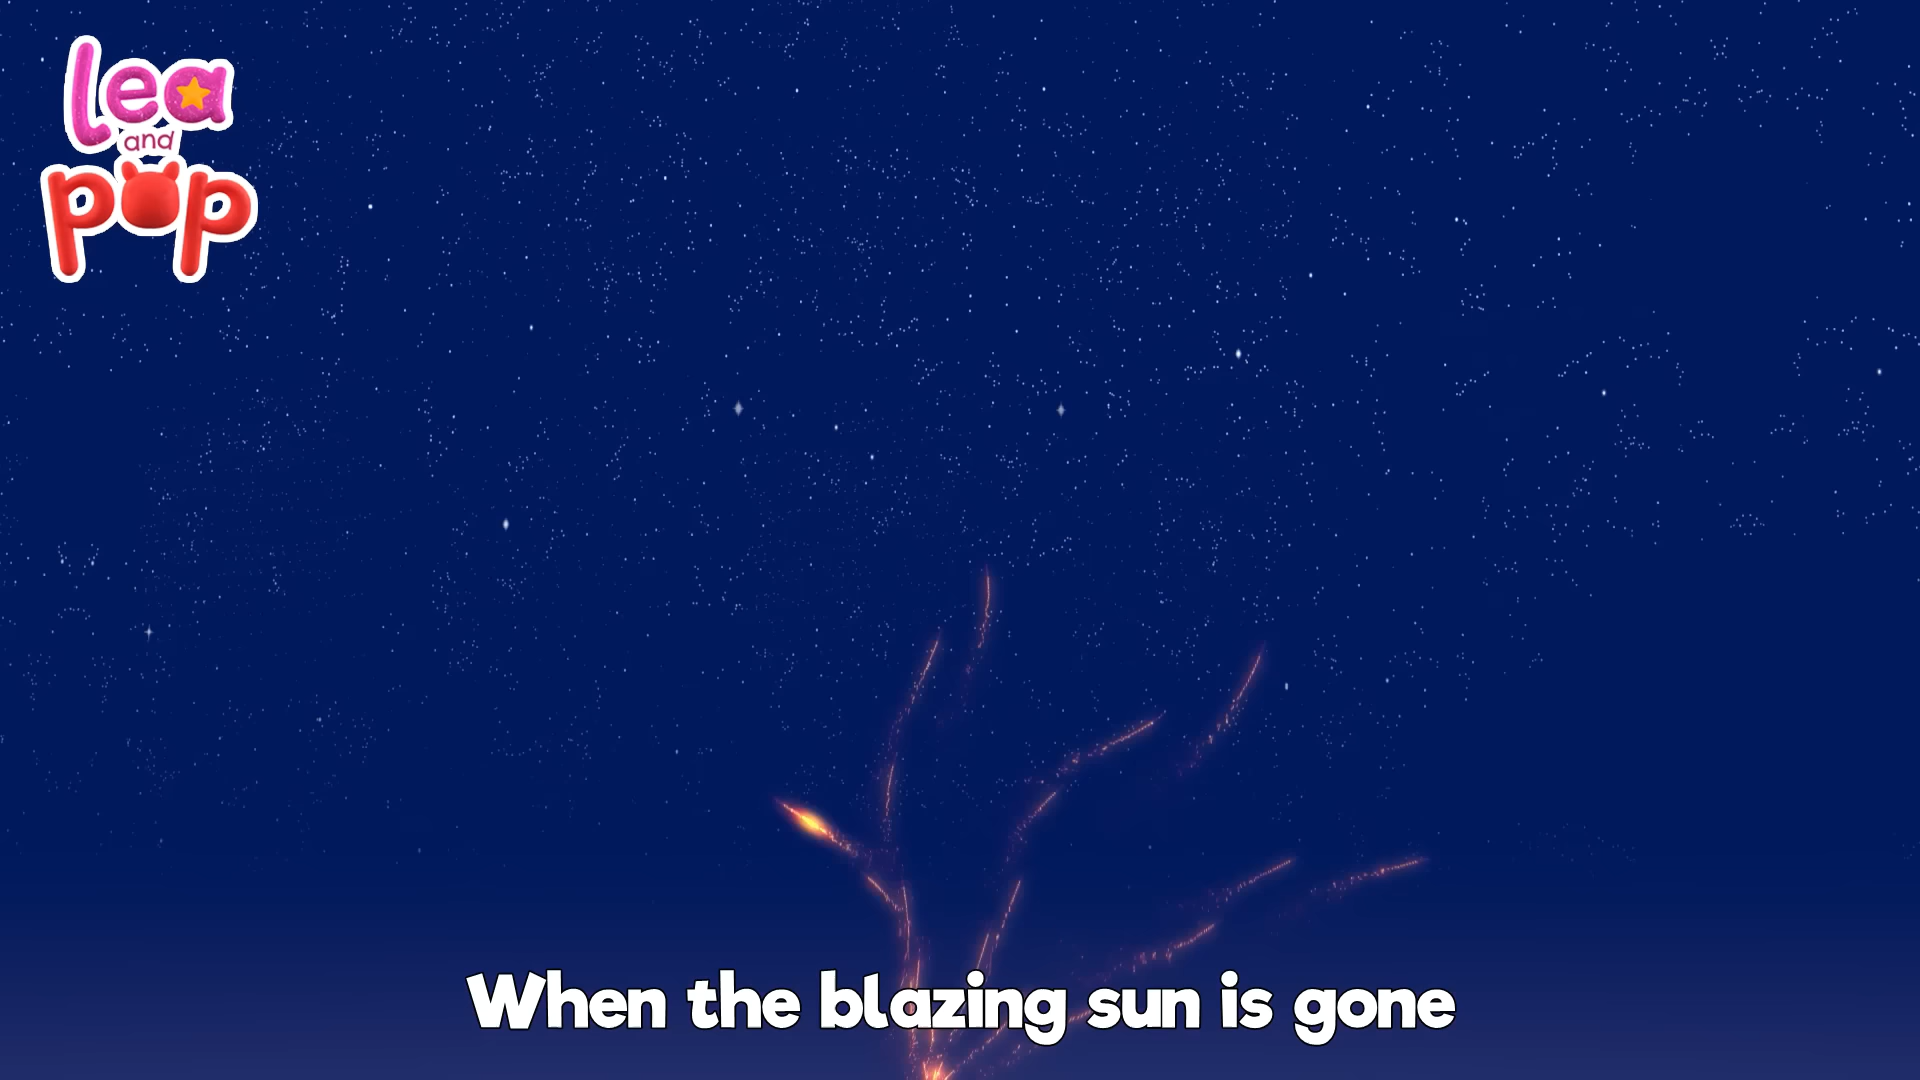 lea
and
pop
When the blazing sun is gone